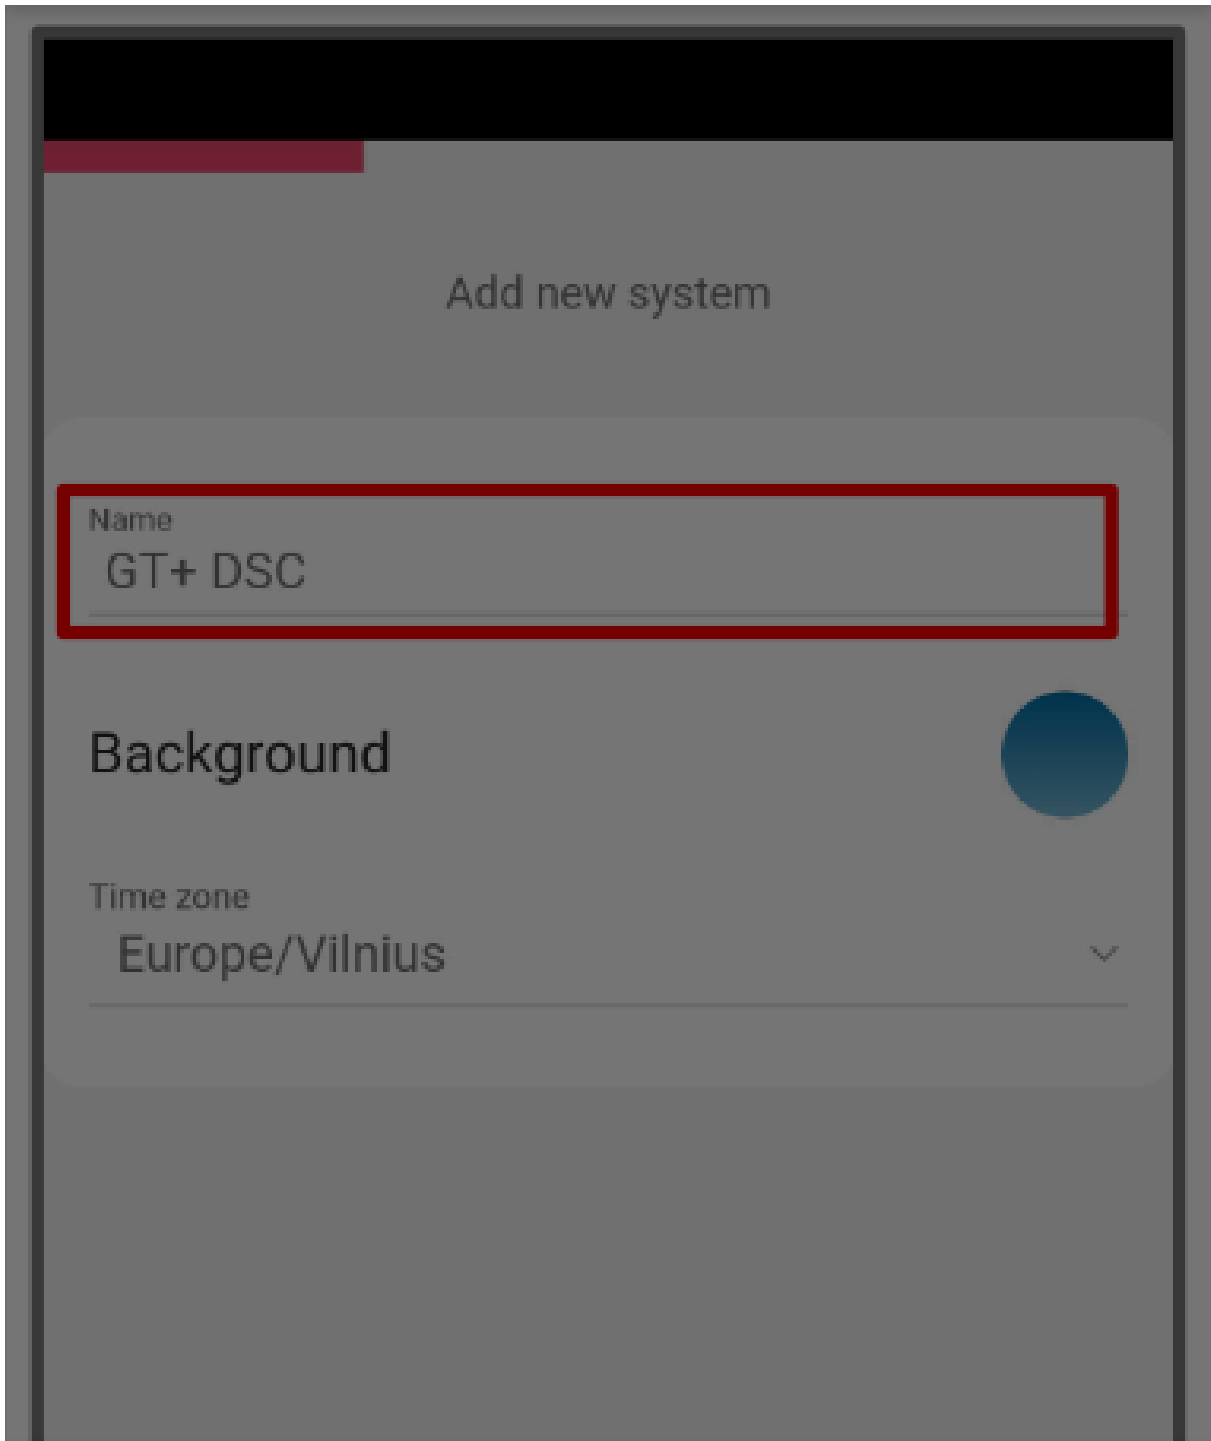 Add new system
Name
GT+ DSC
Background
Time zone
Europe/Vilnius